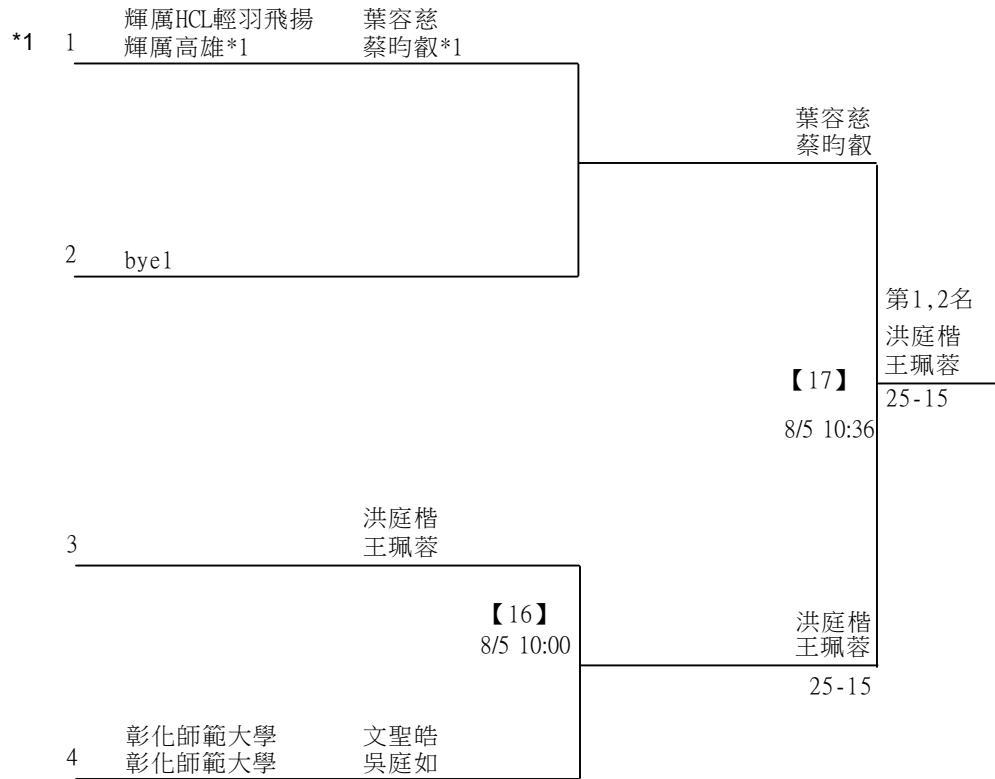 輝厲HCL輕羽飛揚 葉容慈
*1 1 輝厲高雄*1 蔡昀叡*1
葉容慈
蔡昀叡
2 bye1
第1,2名
洪庭楷
王珮蓉
【17】
25-15
8/5 10:36
洪庭楷
3 王珮蓉
【16】
8/5 10:00
洪庭楷
王珮蓉
25-15
彰化師範大學 文聖皓
4 彰化師範大學 吳庭如